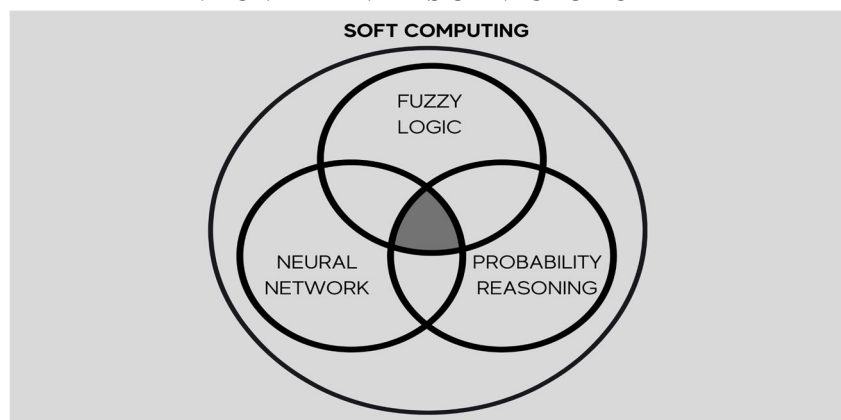 SOFT COMPUTING
FUZZY
LOGIC
NEURAL
NETWORK
PROBABILITY
REASONING